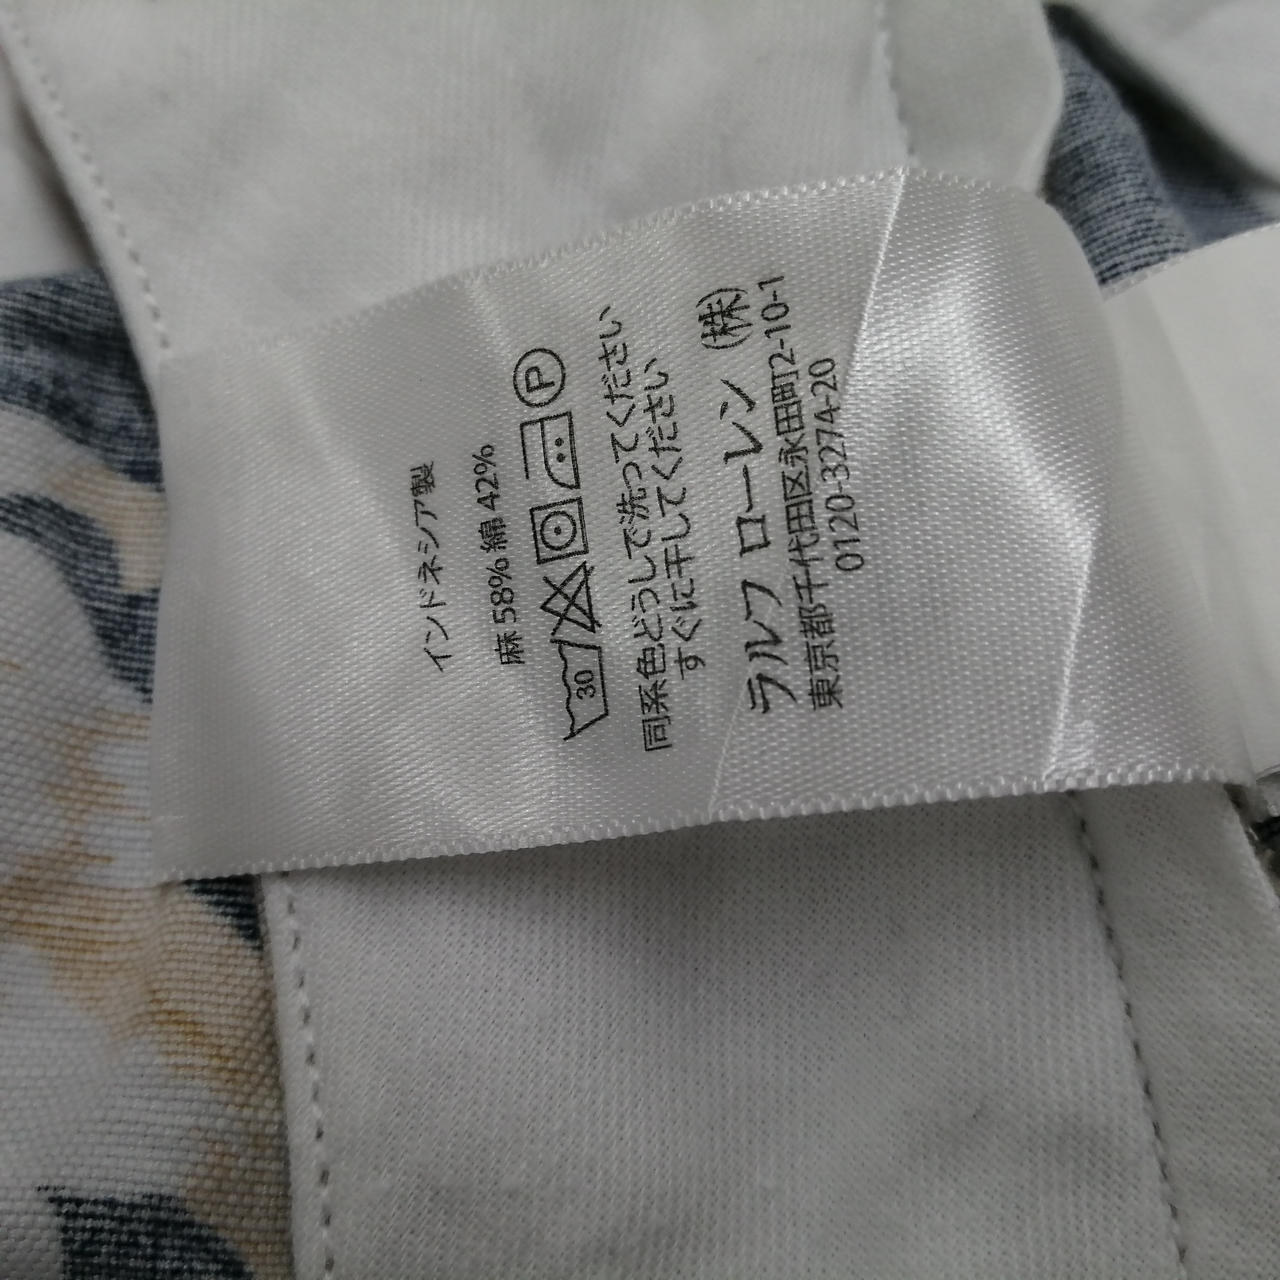 インドネシア製
麻 58% 綿 42%
30 P
同系色どうしで洗ってください
すぐに干してください
ラルフ ローレン (株)
東京都千代田区永田町2-10-1
0120-3274-20